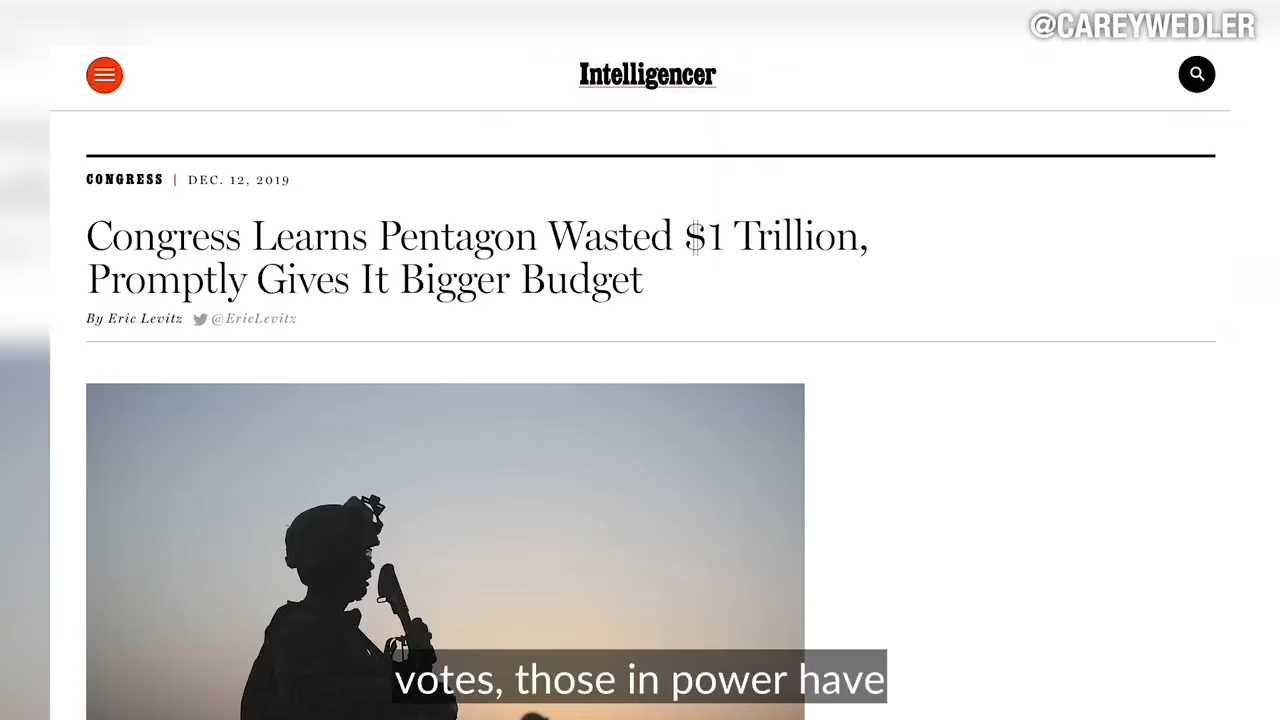 @CAREYWEDLER
Intelligencer
CONGRESS | DEC. 12, 2019
Congress Learns Pentagon Wasted $1 Trillion,
Promptly Gives It Bigger Budget
By Eric Levitz @EricLevitz
votes, those in power have